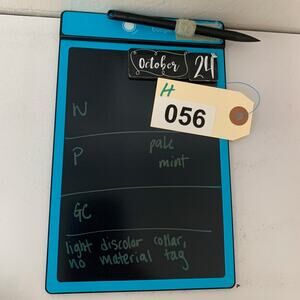 October 24
H
056
N
P pale
mint
GC
light discolor collar,
no material tag